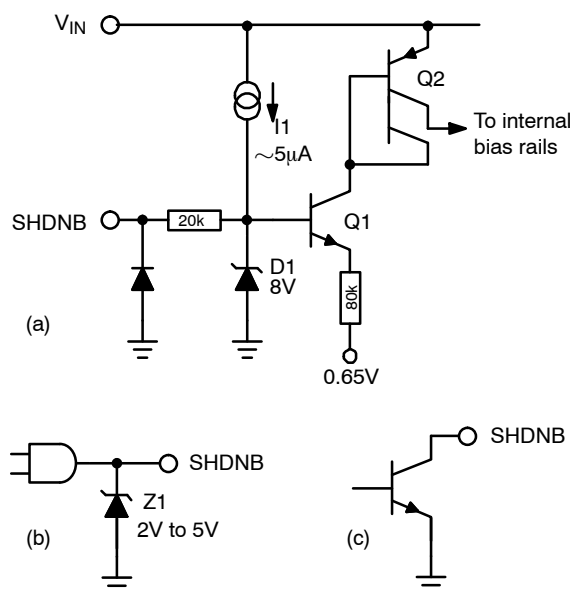 V_IN
Q2
To internal
bias rails
I1
~5μA
SHDNB
20k
Q1
D1
8V
80k
(a)
0.65V
SHDNB
SHDNB
Z1
2V to 5V
(b)
(c)